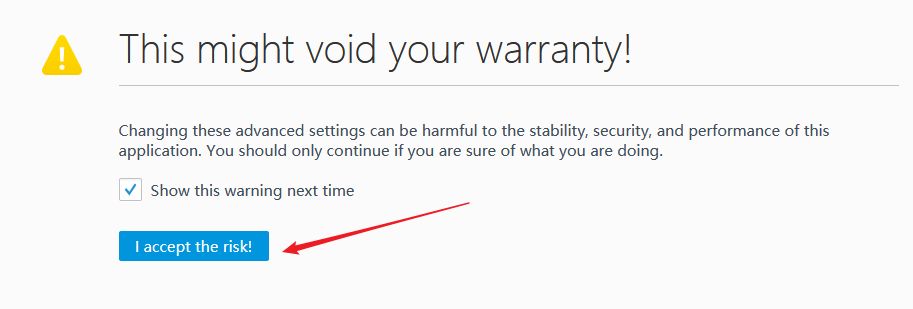 This might void your warranty!
Changing these advanced settings can be harmful to the stability, security, and performance of this
application. You should only continue if you are sure of what you are doing.
Show this warning next time
I accept the risk!